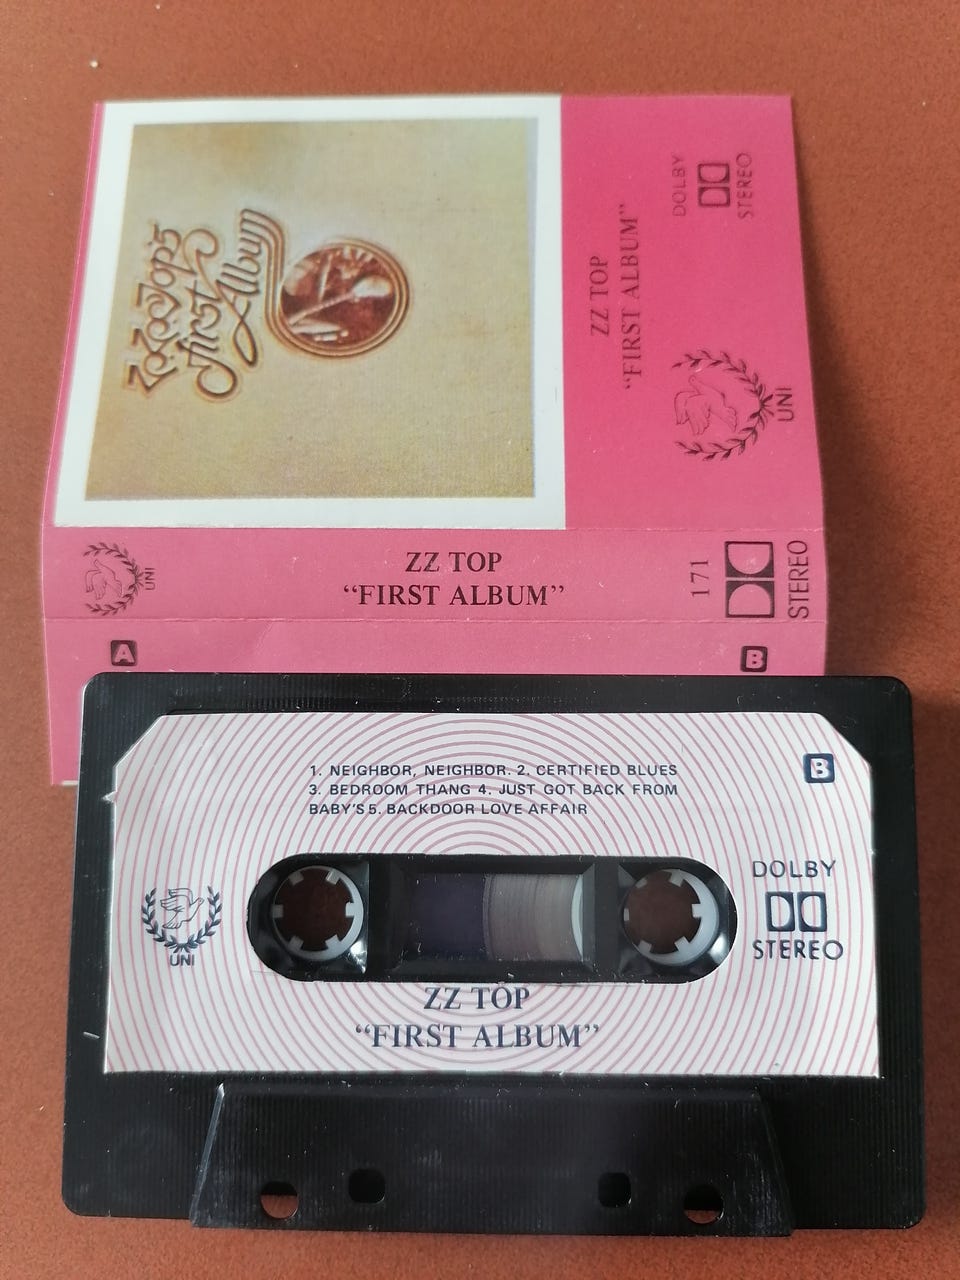 ZZ Top's
First
Album
ZZ TOP
“FIRST ALBUM”
DOLBY
STEREO
UNI
UNI
ZZ TOP
“FIRST ALBUM”
171
STEREO
A
B
1. NEIGHBOR, NEIGHBOR. 2. CERTIFIED BLUES
3. BEDROOM THANG 4. JUST GOT BACK FROM
BABY'S 5. BACKDOOR LOVE AFFAIR
B
UNI
DOLBY
STEREO
ZZ TOP
“FIRST ALBUM”